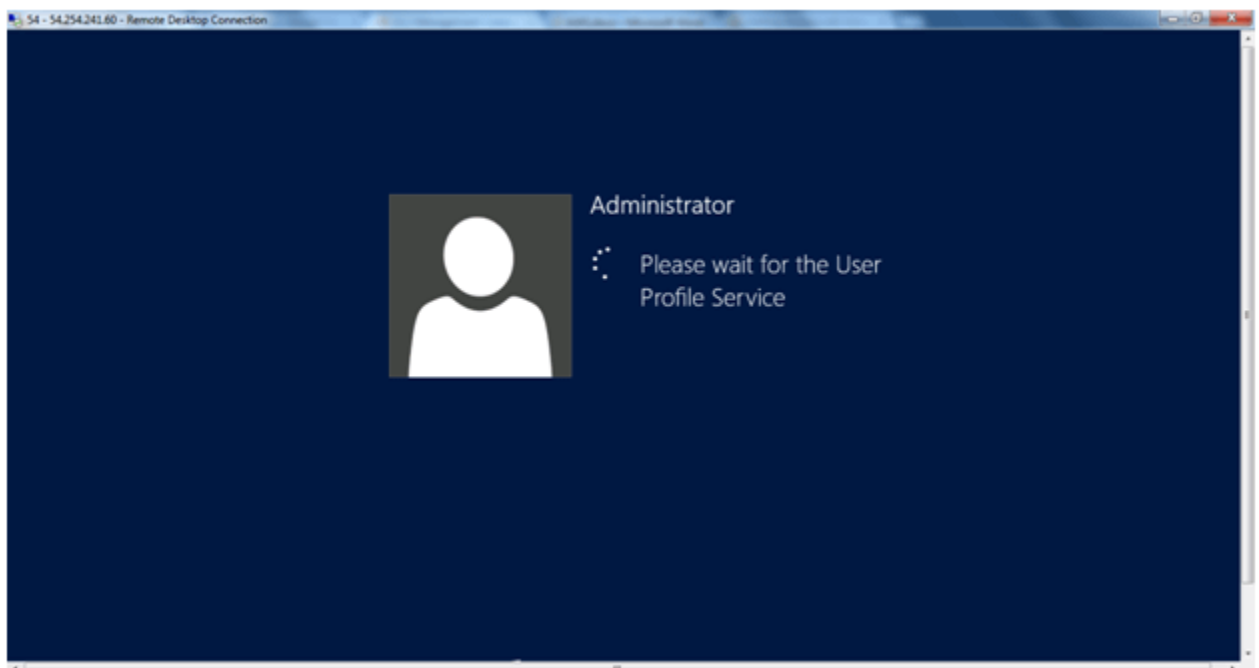 54 - 54.254.241.60 - Remote Desktop Connection
Administrator
Please wait for the User
Profile Service